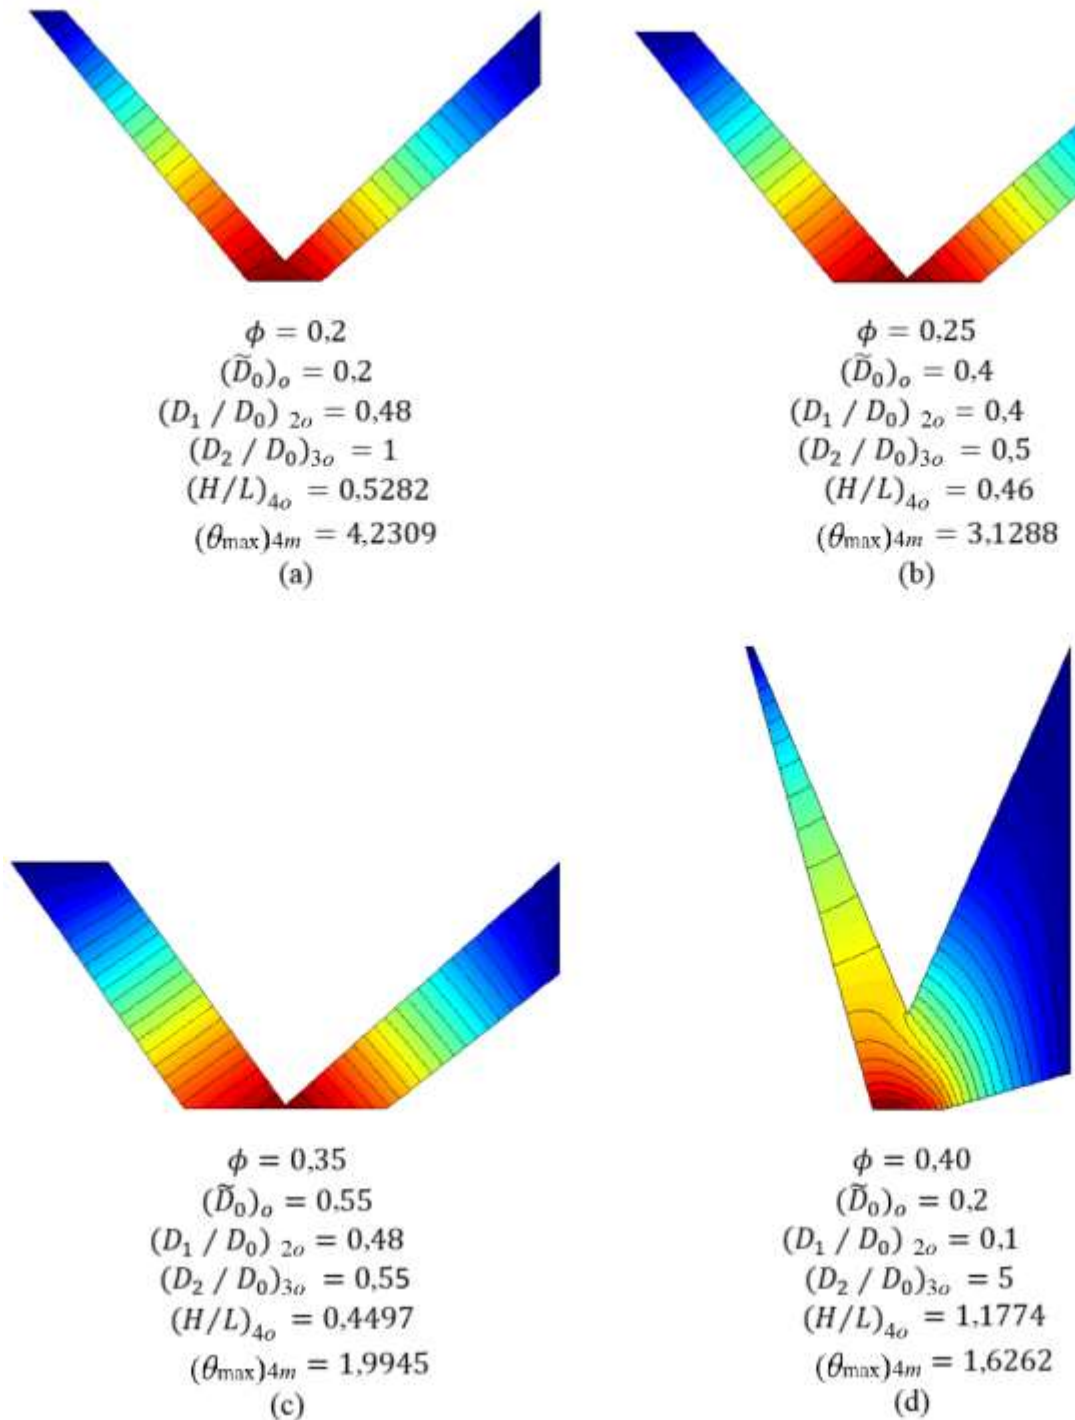 ϕ = 0,2
(D̃₀)ₒ = 0,2
(D₁ / D₀) ₂ₒ = 0,48
(D₂ / D₀)₃ₒ = 1
(H/L)₄ₒ = 0,5282
(θmax)4m = 4,2309
(a)
ϕ = 0,25
(D̃₀)ₒ = 0,4
(D₁ / D₀) ₂ₒ = 0,4
(D₂ / D₀)₃ₒ = 0,5
(H/L)₄ₒ = 0,46
(θmax)4m = 3,1288
(b)
ϕ = 0,35
(D̃₀)ₒ = 0,55
(D₁ / D₀) ₂ₒ = 0,48
(D₂ / D₀)₃ₒ = 0,55
(H/L)₄ₒ = 0,4497
(θmax)4m = 1,9945
(c)
ϕ = 0,40
(D̃₀)ₒ = 0,2
(D₁ / D₀) ₂ₒ = 0,1
(D₂ / D₀)₃ₒ = 5
(H/L)₄ₒ = 1,1774
(θmax)4m = 1,6262
(d)